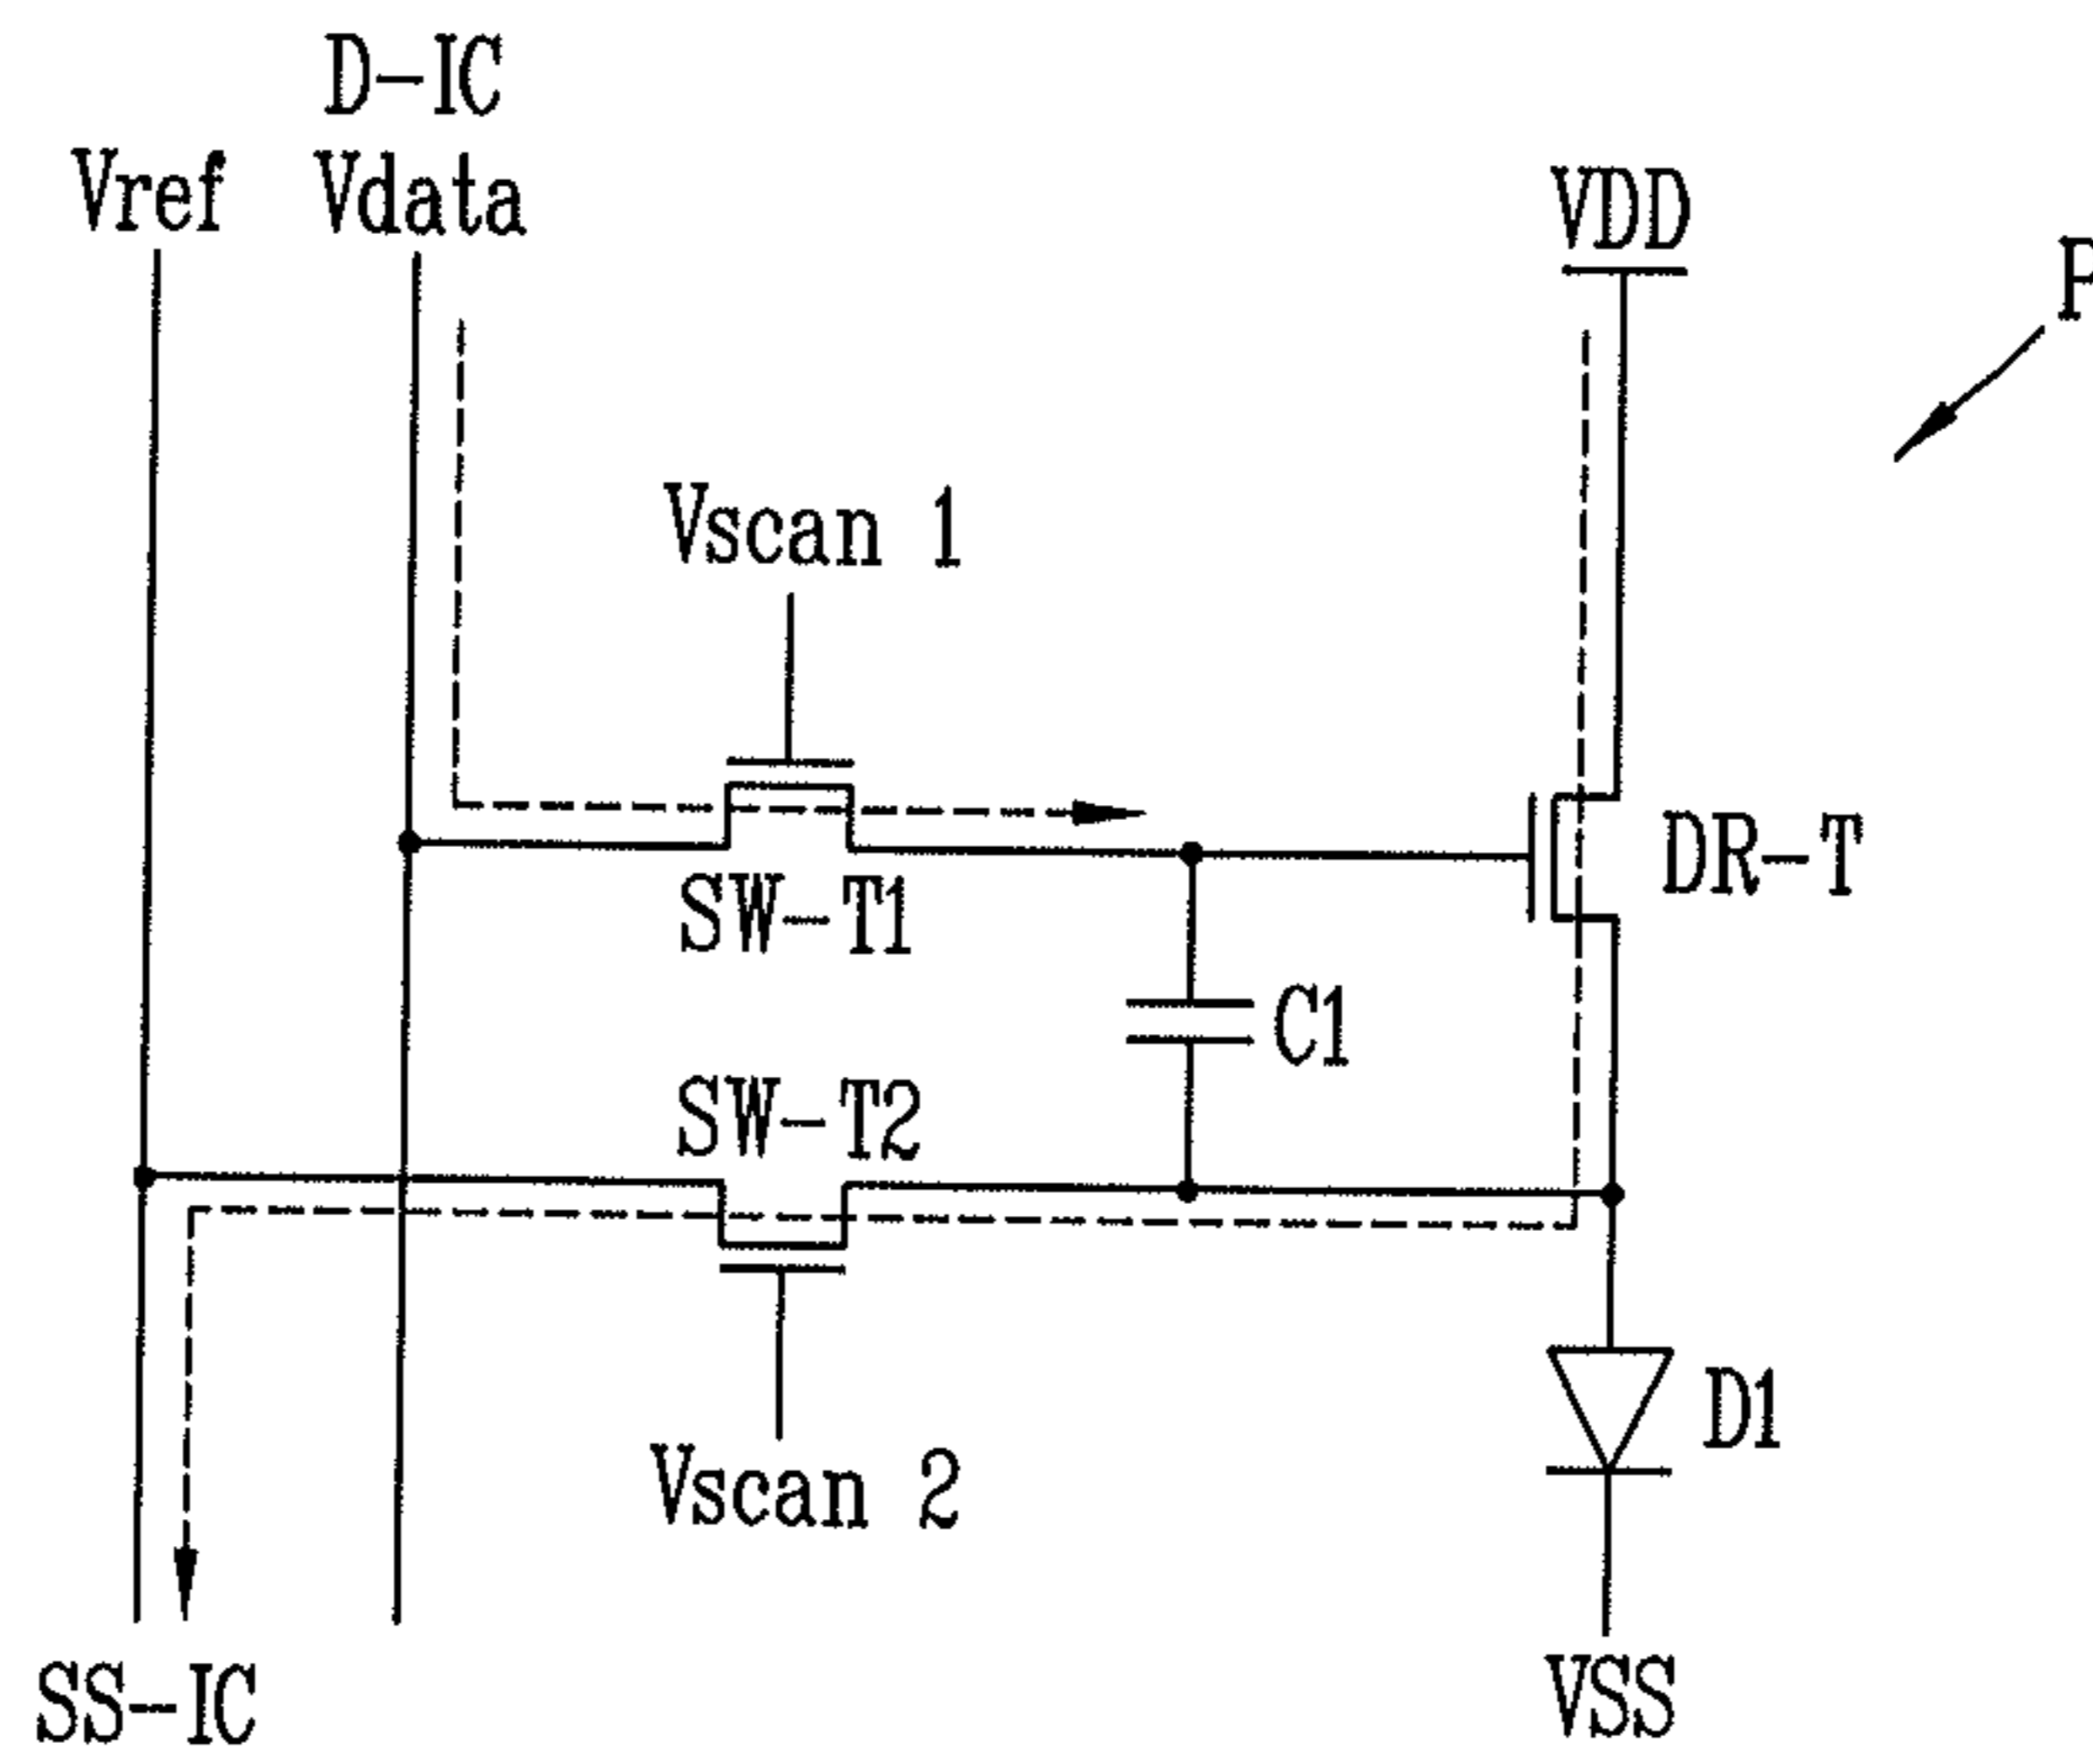 D-IC
Vref Vdata
VDD
P
Vscan 1
DR-T
SW-T1
C1
SW-T2
D1
Vscan 2
SS-IC
VSS